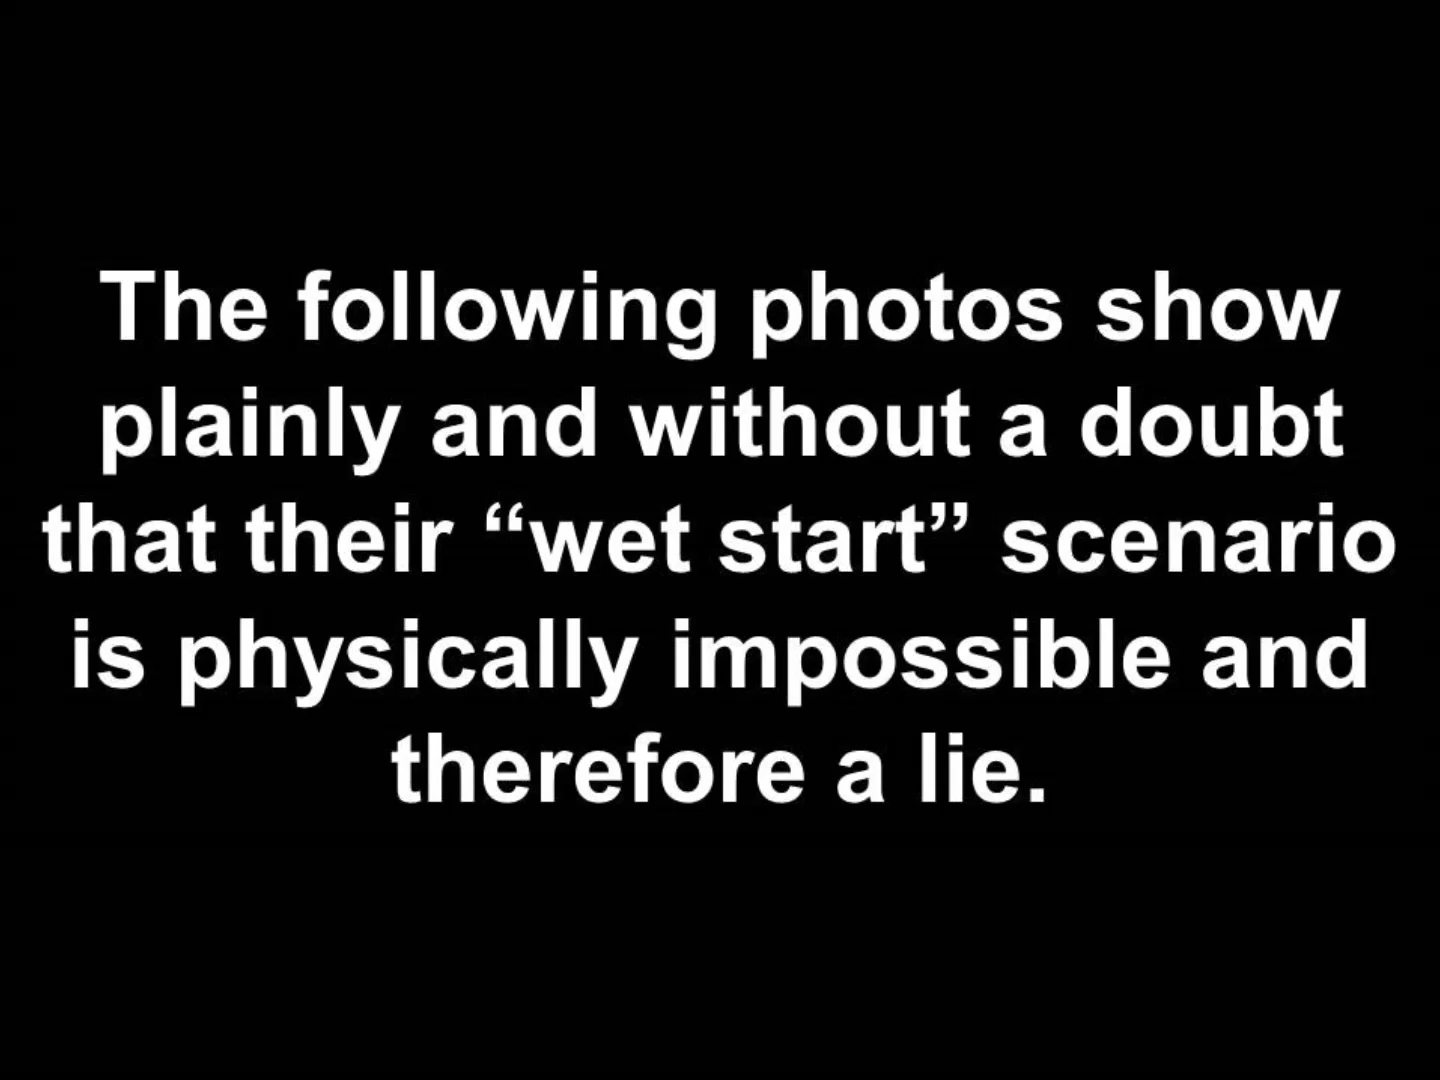 The following photos show
plainly and without a doubt
that their “wet start” scenario
is physically impossible and
therefore a lie.